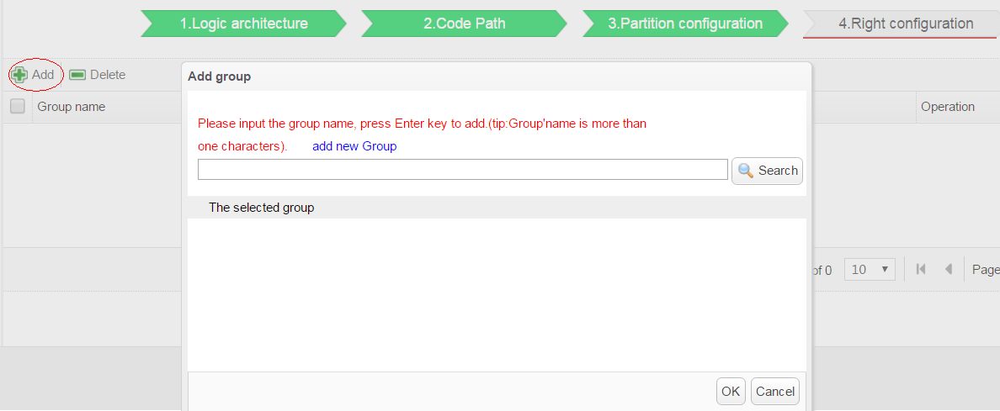 1.Logic architecture
2.Code Path
3.Partition configuration
4.Right configuration
Add
Delete
Group name
Operation
Add group
Please input the group name, press Enter key to add.(tip:Group'name is more than
one characters). add new Group
Search
The selected group
of 0
10
Page
OK
Cancel